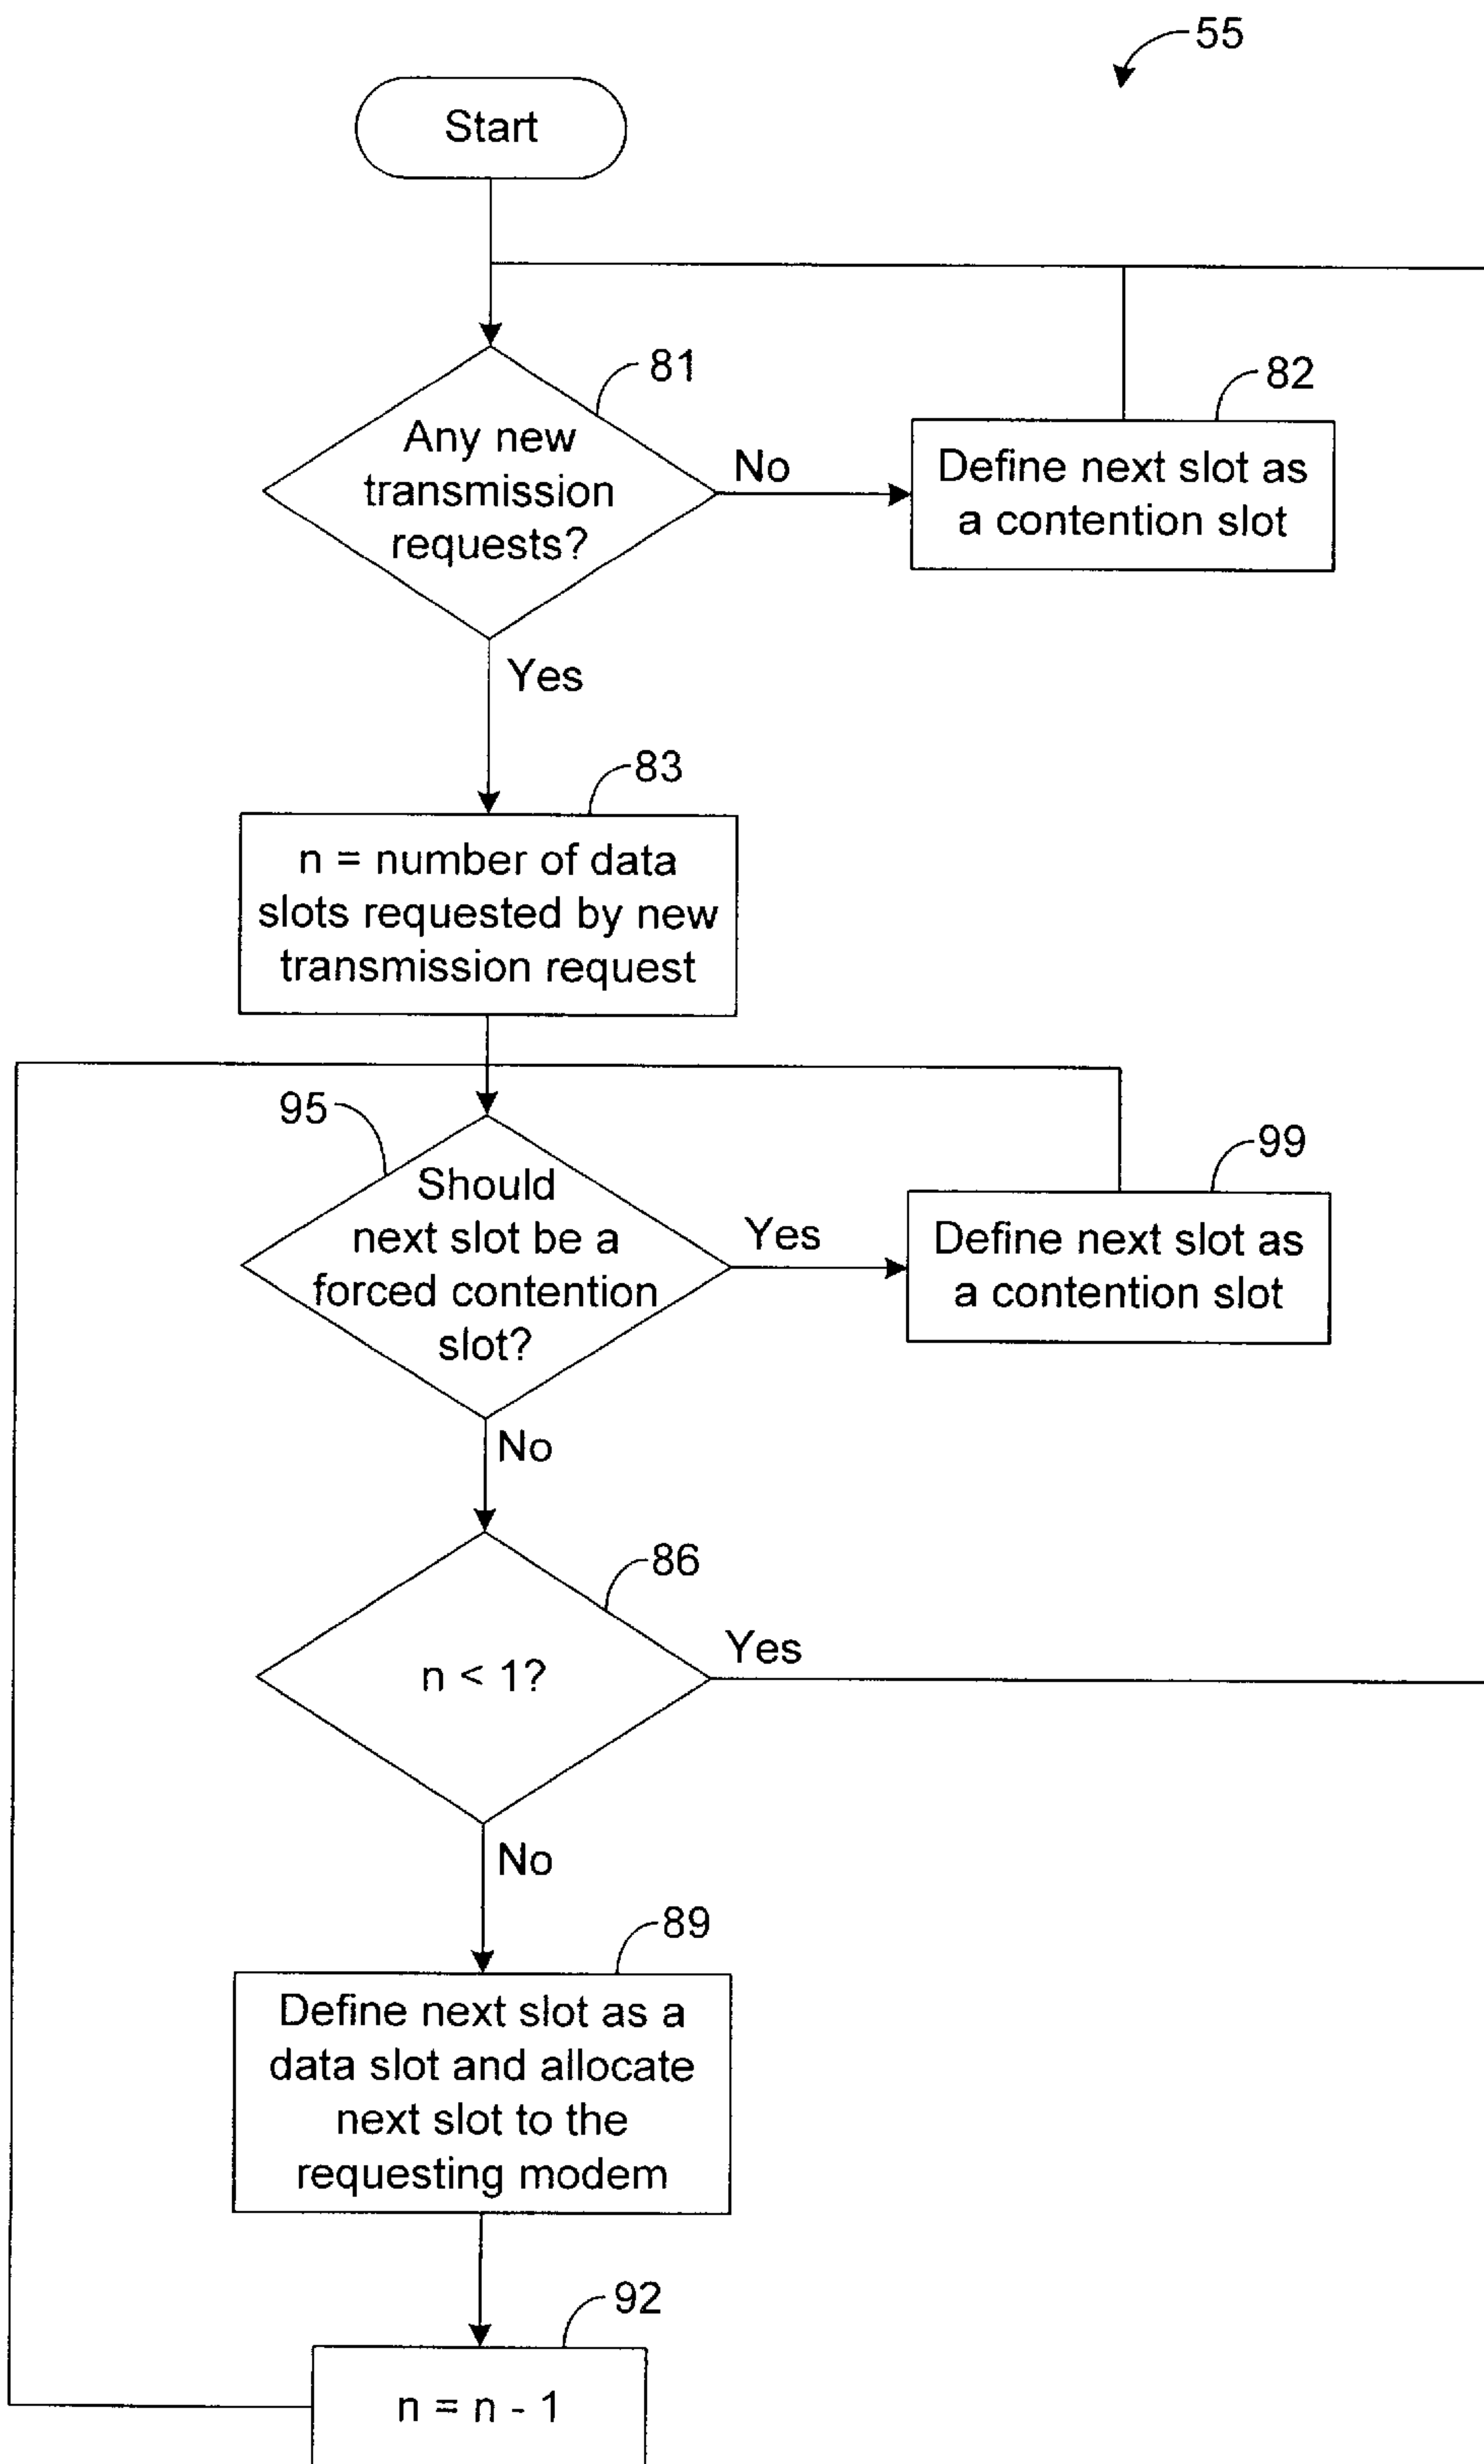 55
Start
81
Any new
transmission
requests?
No
82
Define next slot as
a contention slot
Yes
83
n = number of data
slots requested by new
transmission request
95
Should
next slot be a
forced contention
slot?
Yes
99
Define next slot as
a contention slot
No
86
n < 1?
Yes
No
89
Define next slot as a
data slot and allocate
next slot to the
requesting modem
92
n = n - 1